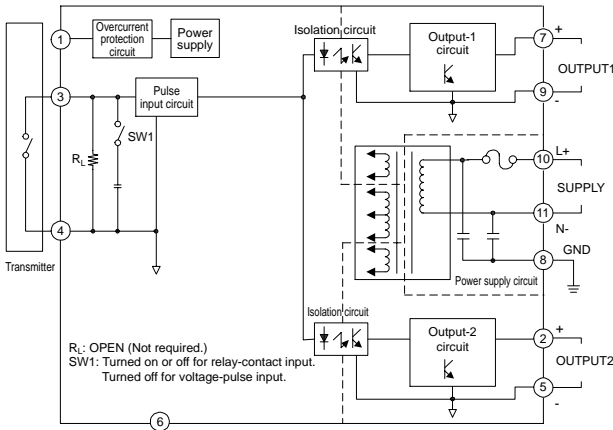 1
Overcurrent
protection
circuit
Power
supply
Isolation circuit
Output-1
circuit
7
+
OUTPUT1
9
-
3
Pulse
input circuit
SW1
RL
4
Transmitter
10
L+
SUPPLY
11
N-
8
GND
Power supply circuit
Isolation circuit
Output-2
circuit
2
+
OUTPUT2
5
-
RL: OPEN (Not required.)
SW1: Turned on or off for relay-contact input.
Turned off for voltage-pulse input.
6